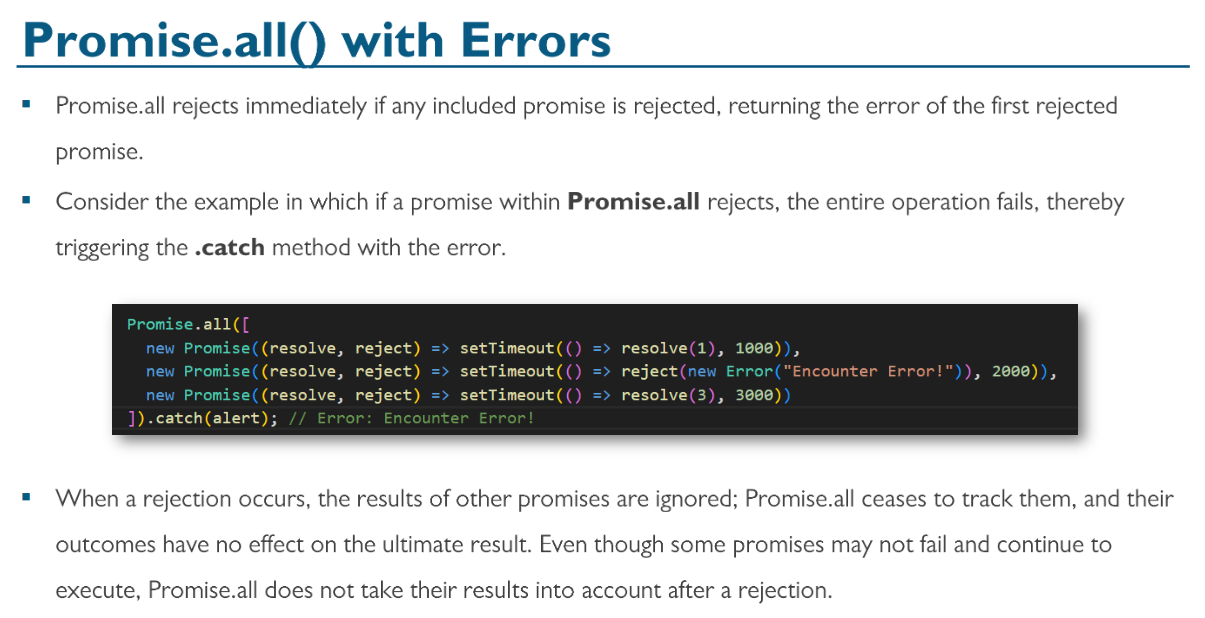 Promise.all() with Errors
▪ Promise.all rejects immediately if any included promise is rejected, returning the error of the first rejected
promise.
▪ Consider the example in which if a promise within Promise.all rejects, the entire operation fails, thereby
triggering the .catch method with the error.
Promise.all([
  new Promise((resolve, reject) => setTimeout(() => resolve(1), 1000)),
  new Promise((resolve, reject) => setTimeout(() => reject(new Error("Encounter Error!")), 2000)),
  new Promise((resolve, reject) => setTimeout(() => resolve(3), 3000))
]).catch(alert); // Error: Encounter Error!
▪ When a rejection occurs, the results of other promises are ignored; Promise.all ceases to track them, and their
outcomes have no effect on the ultimate result. Even though some promises may not fail and continue to
execute, Promise.all does not take their results into account after a rejection.